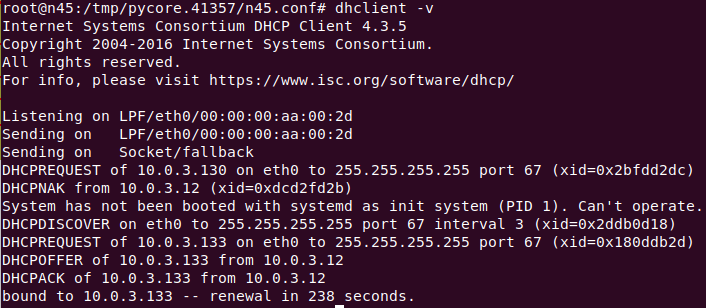 root@n45:/tmp/pycore.41357/n45.conf# dhclient -v
Internet Systems Consortium DHCP Client 4.3.5
Copyright 2004-2016 Internet Systems Consortium.
All rights reserved.
For info, please visit https://www.isc.org/software/dhcp/
Listening on LPF/eth0/00:00:00:aa:00:2d
Sending on   LPF/eth0/00:00:00:aa:00:2d
Sending on   Socket/fallback
DHCPREQUEST of 10.0.3.130 on eth0 to 255.255.255.255 port 67 (xid=0x2bfdd2dc)
DHCPNAK from 10.0.3.12 (xid=0xdcd2fd2b)
System has not been booted with systemd as init system (PID 1). Can't operate.
DHCPDISCOVER on eth0 to 255.255.255.255 port 67 interval 3 (xid=0x2ddb0d18)
DHCPREQUEST of 10.0.3.133 on eth0 to 255.255.255.255 port 67 (xid=0x180ddb2d)
DHCPOFFER of 10.0.3.133 from 10.0.3.12
DHCPACK of 10.0.3.133 from 10.0.3.12
bound to 10.0.3.133 -- renewal in 238 seconds.